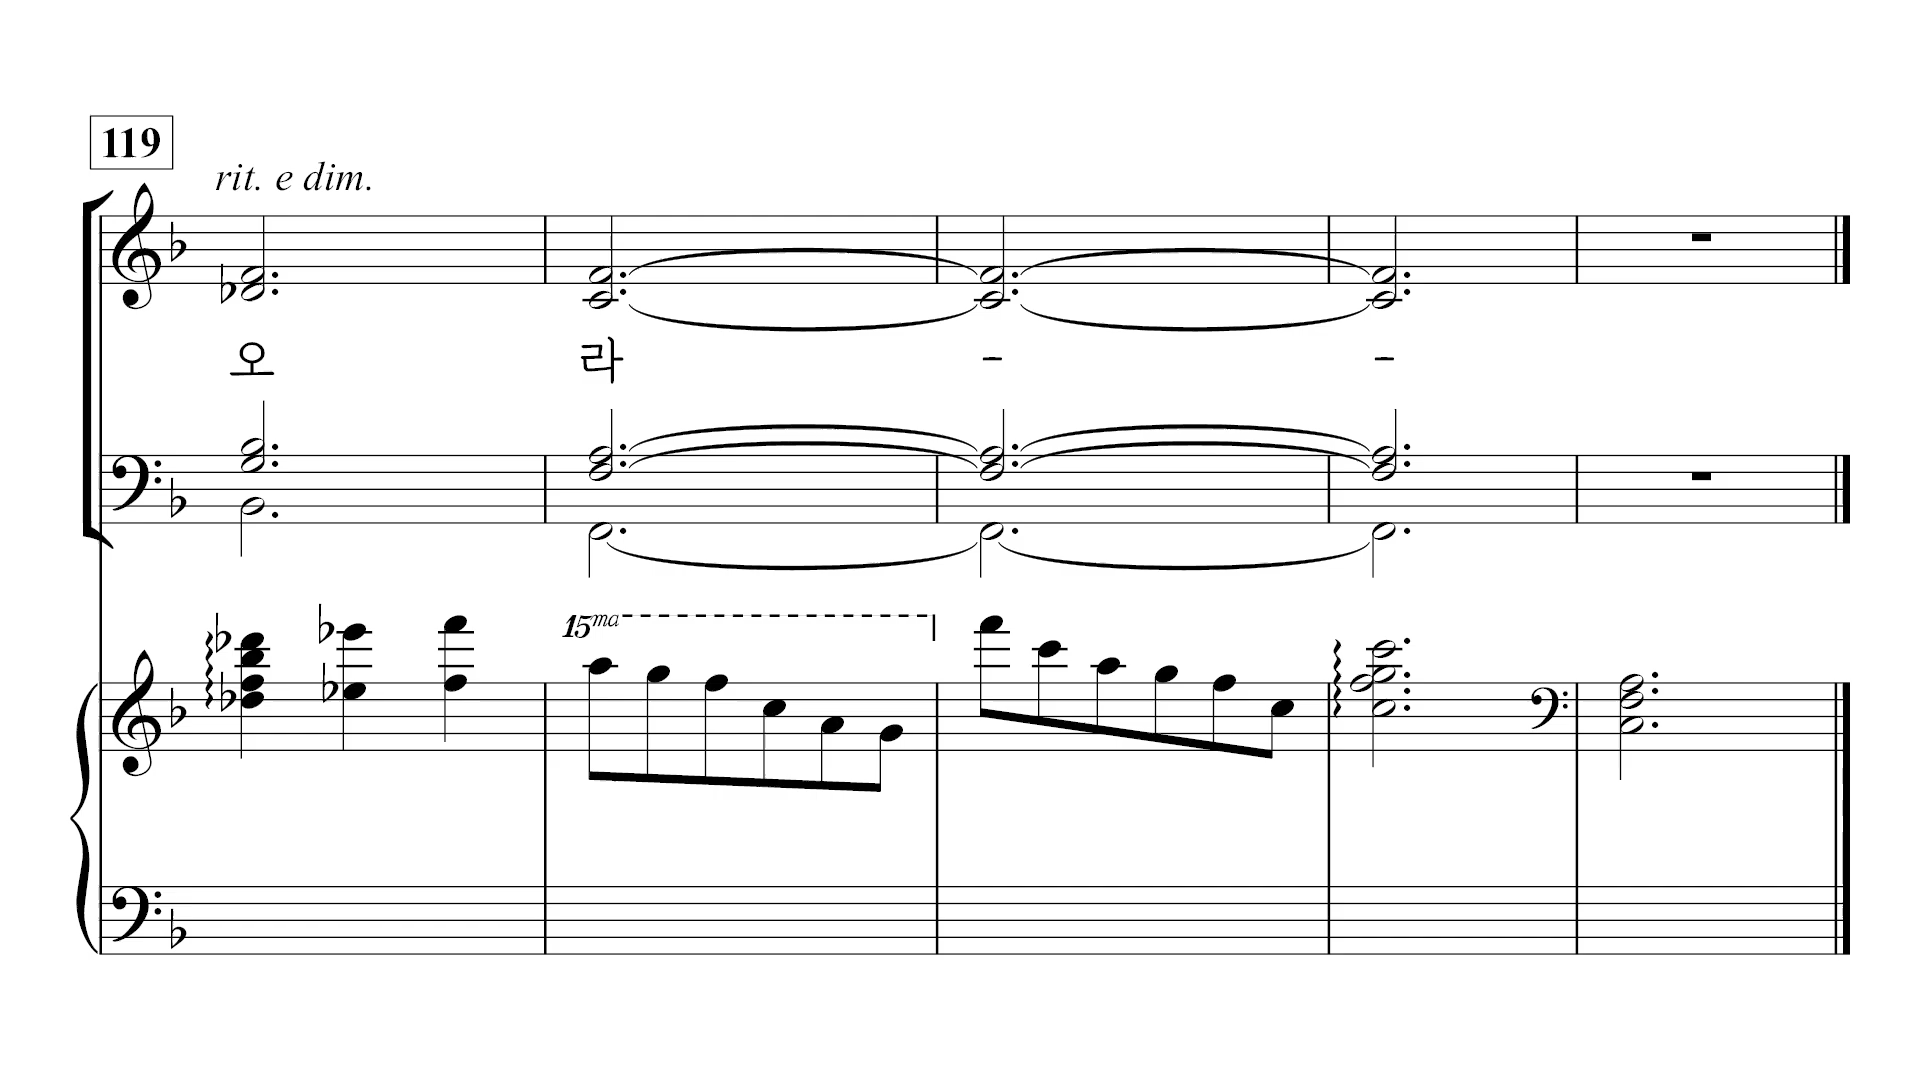 119
rit. e dim.
오 라 - -
15ma